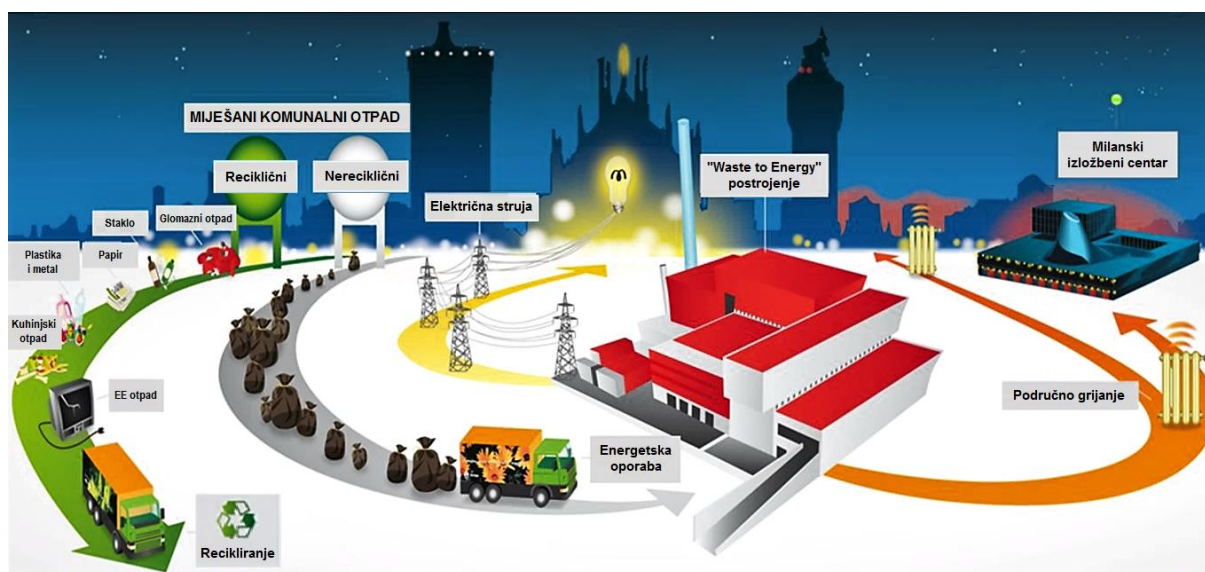 MIJEŠANI KOMUNALNI OTPAD
Reciklični
Nereciklični
Staklo
Glomazni otpad
Plastika
i metal
Papir
Kuhinjski
otpad
EE otpad
Recikliranje
Električna struja
"Waste to Energy"
postrojenje
Energetska
oporaba
Milanski
izložbeni centar
Područno grijanje